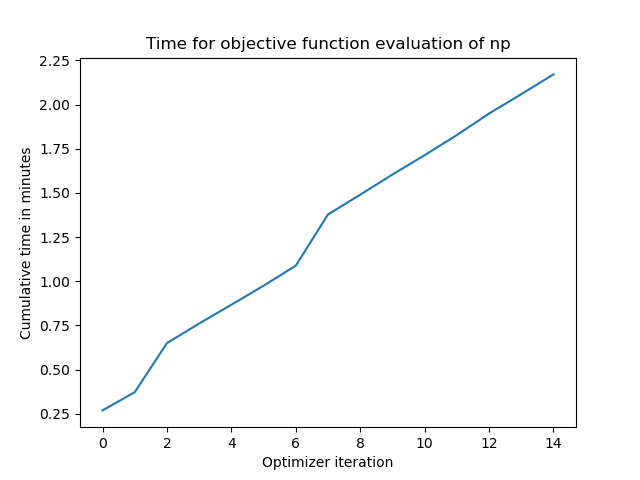 Time for objective function evaluation of np
2.25
2.00
1.75
1.50
1.25
1.00
0.75
0.50
0.25
Cumulative time in minutes
0 2 4 6 8 10 12 14
Optimizer iteration